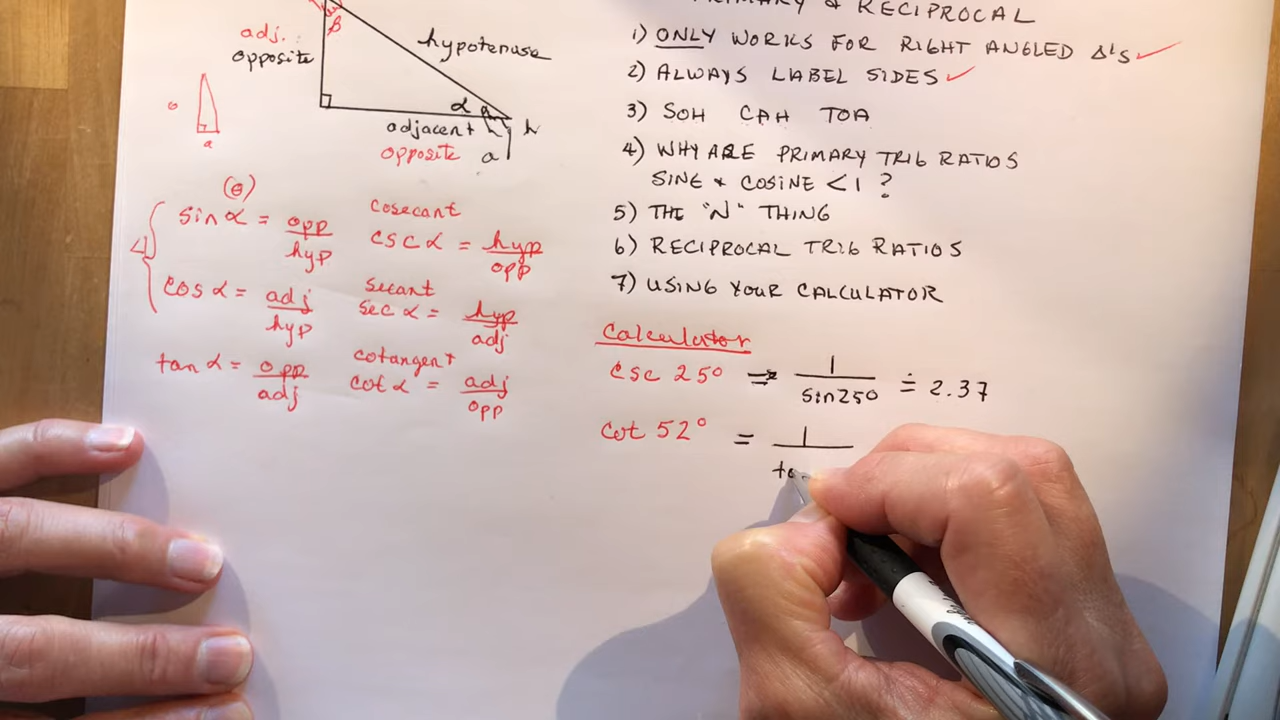 PRIMARY & RECIPROCAL
1) ONLY WORKS FOR RIGHT ANGLED Δ'S ✓
2) ALWAYS LABEL SIDES ✓
3) SOH CAH TOA
4) WHY ARE PRIMARY TRIG RATIOS
SINE & COSINE < 1 ?
5) THE "N" THING
6) RECIPROCAL TRIG RATIOS
7) USING YOUR CALCULATOR
β
adj.
opposite
hypotenuse
α
adjacent
h
opposite
a
o
a
(θ)
sin α = opp/hyp
cosecant
csc α = hyp/opp
cos α = adj/hyp
secant
sec α = hyp/adj
tan α = opp/adj
cotangent
cot α = adj/opp
Calculator
csc 25° => 1/sin25° ≐ 2.37
cot 52° = 1/ta